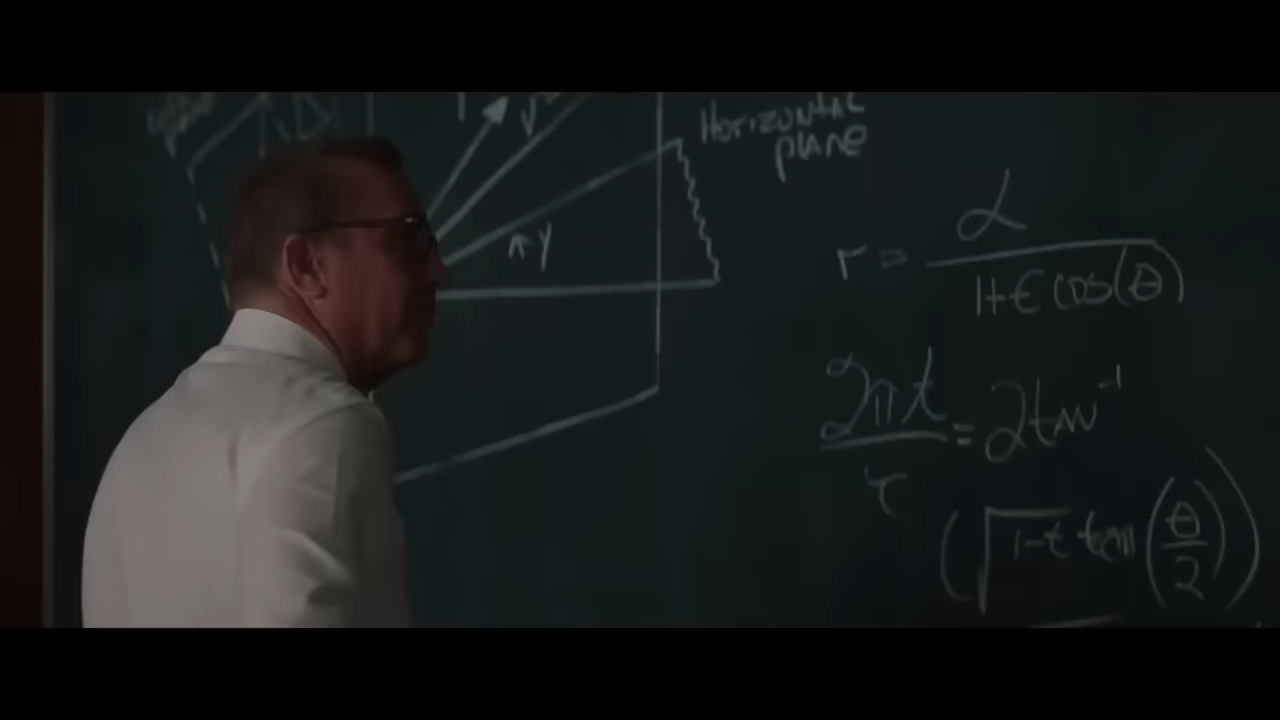 Horizontal
plane
γ
r = α / 1+ε cos(θ)
2πt / τ = 2tan⁻¹
(√1-ε tan(θ/2))